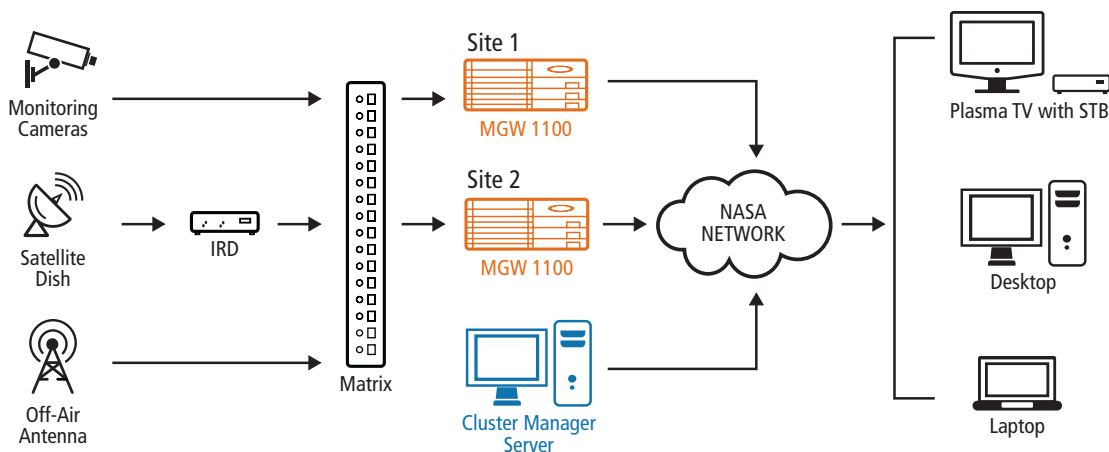 Monitoring
Cameras
Satellite
Dish
Off-Air
Antenna
IRD
Matrix
Site 1
MGW 1100
Site 2
MGW 1100
Cluster Manager
Server
NASA
NETWORK
Plasma TV with STB
Desktop
Laptop